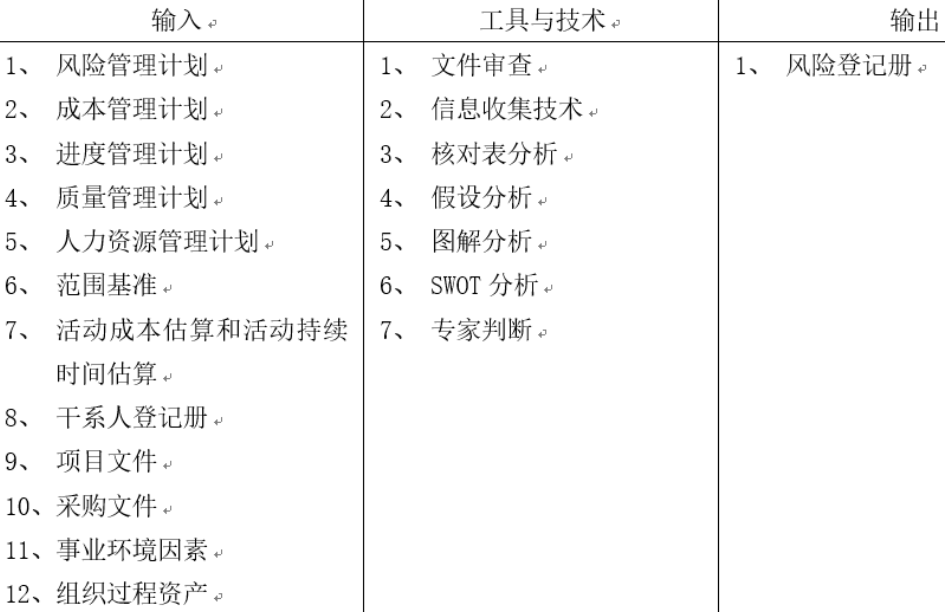 输入
1、 风险管理计划
2、 成本管理计划
3、 进度管理计划
4、 质量管理计划
5、 人力资源管理计划
6、 范围基准
7、 活动成本估算和活动持续
时间估算
8、 干系人登记册
9、 项目文件
10、采购文件
11、事业环境因素
12、组织过程资产
工具与技术
1、 文件审查
2、 信息收集技术
3、 核对表分析
4、 假设分析
5、 图解分析
6、 SWOT 分析
7、 专家判断
输出
1、 风险登记册